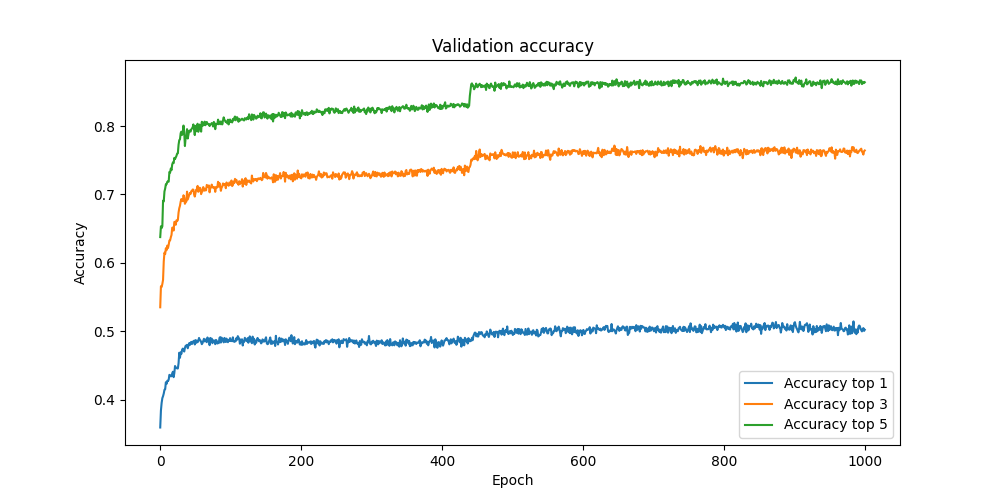 Validation accuracy
Accuracy
0.8
0.7
0.6
0.5
0.4
0
200
400
600
800
1000
Epoch
Accuracy top 1
Accuracy top 3
Accuracy top 5